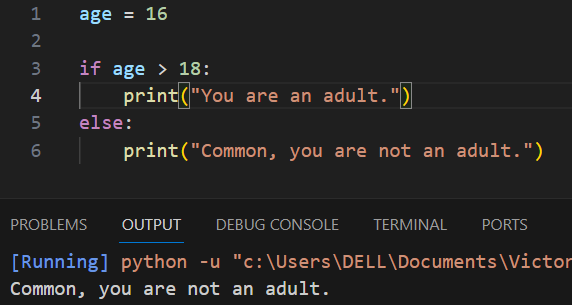 1 age = 16
2
3 if age > 18:
4     print("You are an adult.")
5 else:
6     print("Common, you are not an adult.")
PROBLEMS OUTPUT DEBUG CONSOLE TERMINAL PORTS
[Running] python -u "c:\Users\DELL\Documents\Victor
Common, you are not an adult.